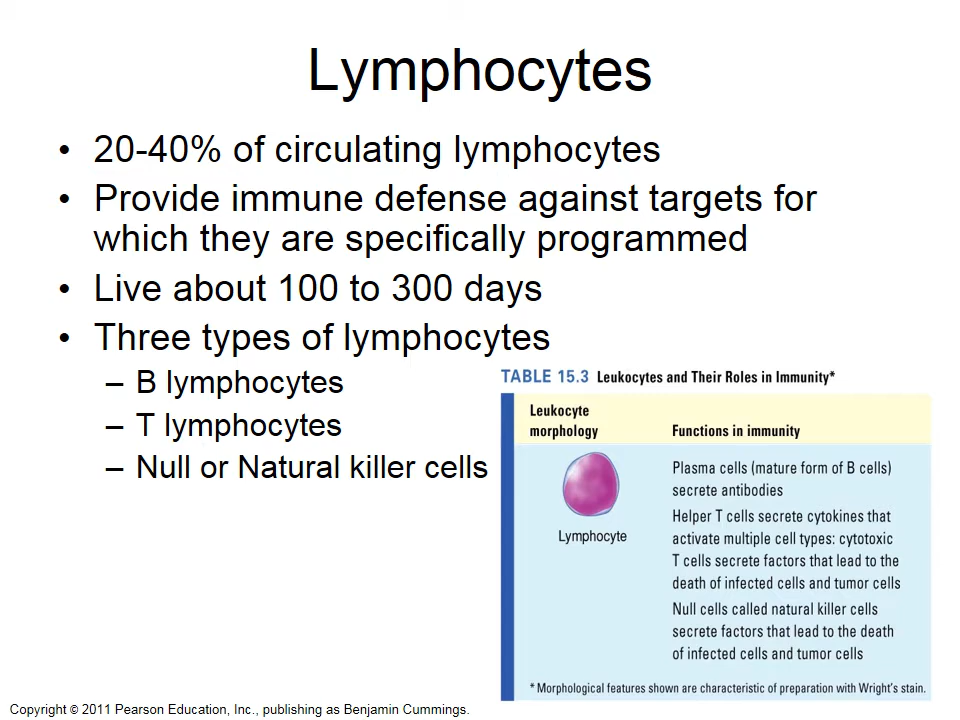 Lymphocytes
• 20-40% of circulating lymphocytes
• Provide immune defense against targets for
which they are specifically programmed
• Live about 100 to 300 days
• Three types of lymphocytes
– B lymphocytes
– T lymphocytes
– Null or Natural killer cells
TABLE 15.3 Leukocytes and Their Roles in Immunity*
Leukocyte
morphology
Functions in immunity
Lymphocyte
Plasma cells (mature form of B cells)
secrete antibodies
Helper T cells secrete cytokines that
activate multiple cell types: cytotoxic
T cells secrete factors that lead to the
death of infected cells and tumor cells
Null cells called natural killer cells
secrete factors that lead to the death
of infected cells and tumor cells
* Morphological features shown are characteristic of preparation with Wright's stain.
Copyright © 2011 Pearson Education, Inc., publishing as Benjamin Cummings.